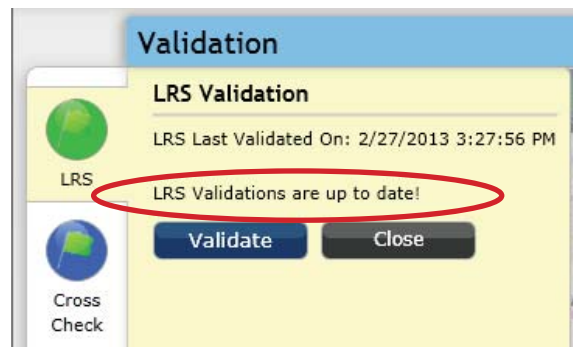 Validation
LRS Validation
LRS Last Validated On: 2/27/2013 3:27:56 PM
LRS
LRS Validations are up to date!
Validate Close
Cross
Check